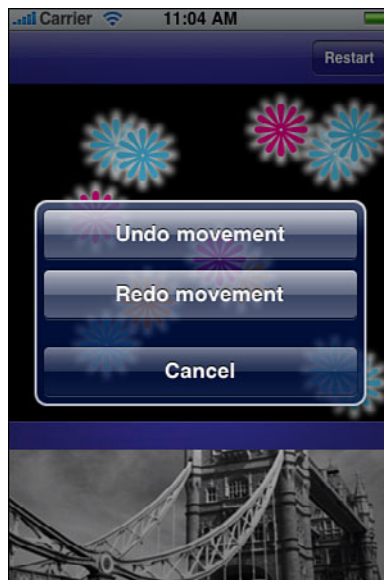 Carrier 11:04 AM
Restart
Undo movement
Redo movement
Cancel